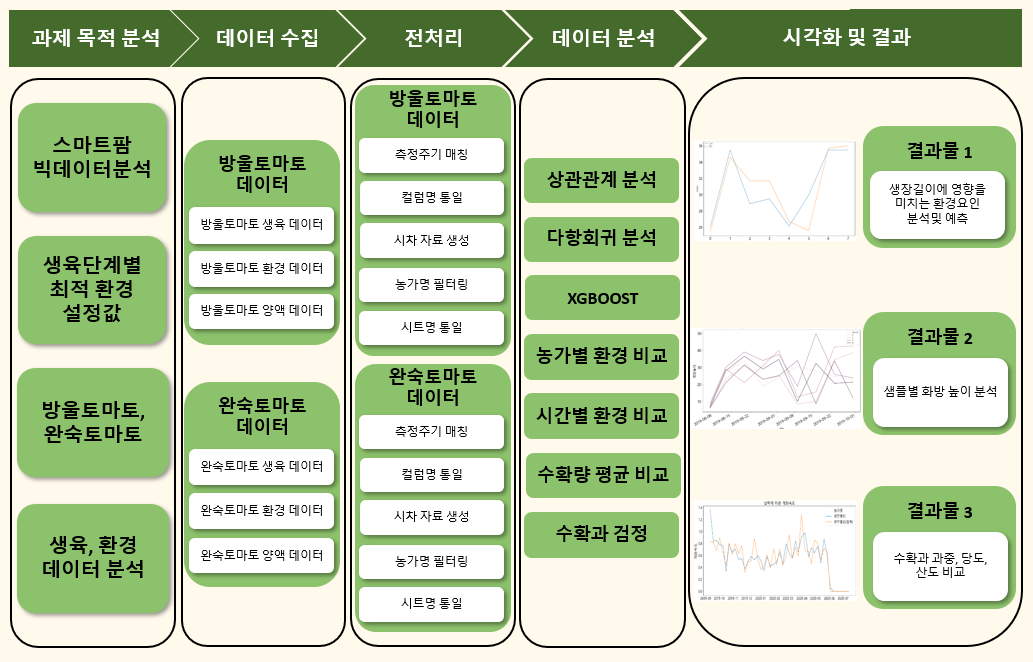 과제 목적 분석
데이터 수집
전처리
데이터 분석
시각화 및 결과
스마트팜
빅데이터분석
생육단계별
최적 환경
설정값
방울토마토,
완숙토마토
생육, 환경
데이터 분석
방울토마토
데이터
방울토마토 생육 데이터
방울토마토 환경 데이터
방울토마토 양액 데이터
완숙토마토
데이터
완숙토마토 생육 데이터
완숙토마토 환경 데이터
완숙토마토 양액 데이터
방울토마토
데이터
측정주기 매칭
컬럼명 통일
시차 자료 생성
농가명 필터링
시트명 통일
완숙토마토
데이터
측정주기 매칭
컬럼명 통일
시차 자료 생성
농가명 필터링
시트명 통일
상관관계 분석
다항회귀 분석
XGBOOST
농가별 환경 비교
시간별 환경 비교
수확량 평균 비교
수확과 검정
결과물 1
생장길이에 영향을
미치는 환경요인
분석및 예측
결과물 2
샘플별 화방 높이 분석
결과물 3
수확과 과중, 당도,
산도 비교